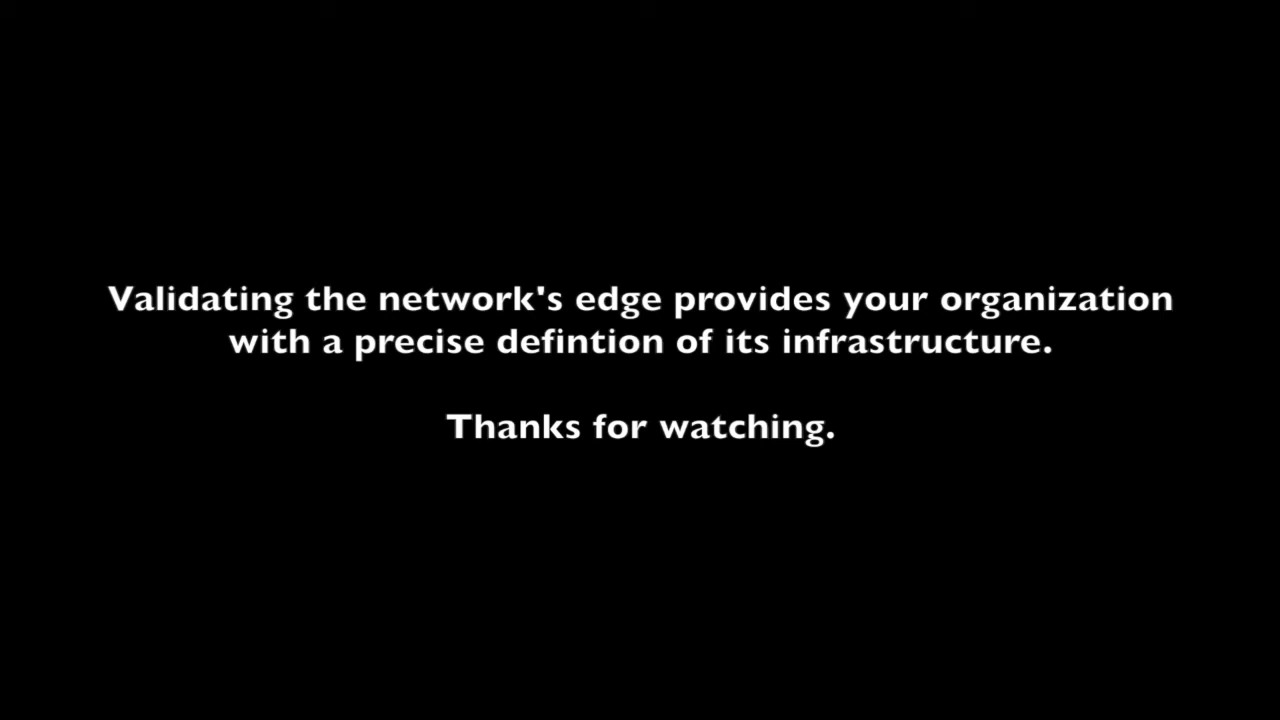 Validating the network's edge provides your organization
with a precise defintion of its infrastructure.
Thanks for watching.